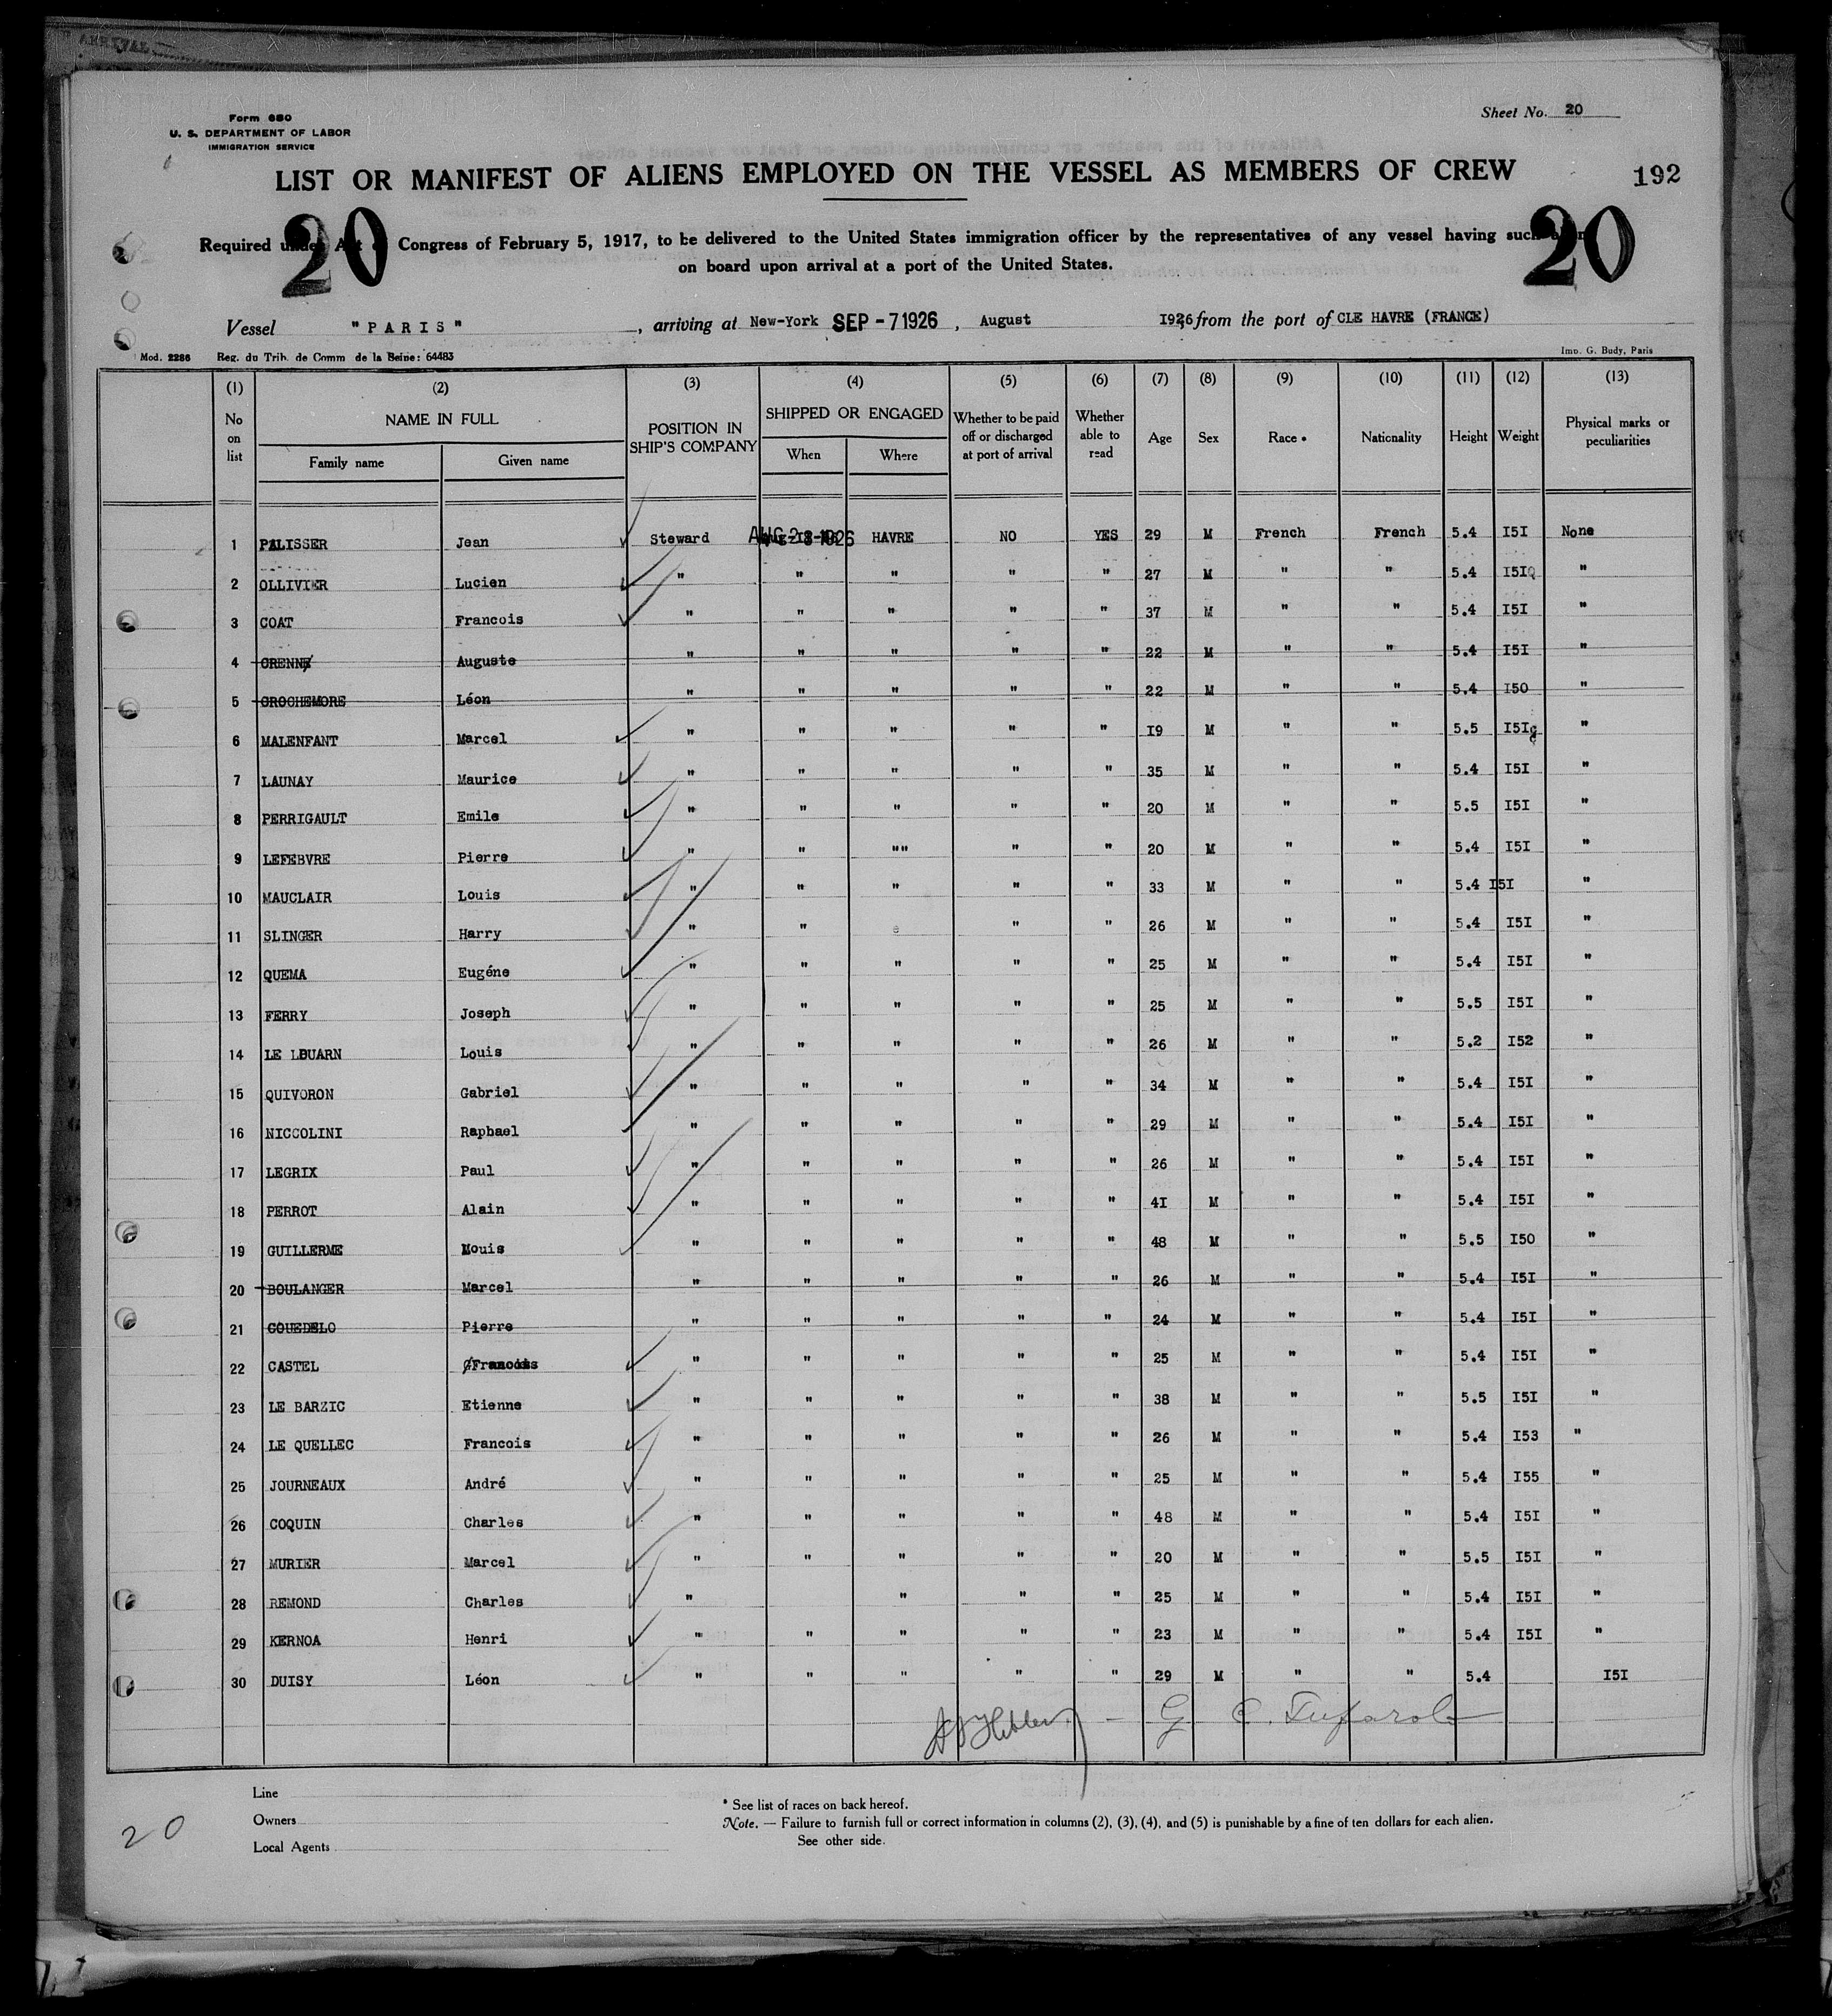 Form 680
U. S. DEPARTMENT OF LABOR
IMMIGRATION SERVICE
Sheet No. 20
LIST OR MANIFEST OF ALIENS EMPLOYED ON THE VESSEL AS MEMBERS OF CREW
192
20 20
Required under Act of Congress of February 5, 1917, to be delivered to the United States immigration officer by the representatives of any vessel having such aliens
on board upon arrival at a port of the United States.
Vessel "PARIS", arriving at New-York SEP - 7 1926, August 1926 from the port of CLE HAVRE (FRANCE)
Mod. 2286 Reg. du Trib. de Comm de la Seine: 64483 Imp. G. Budy, Paris
(1) (2) (3) (4) (5) (6) (7) (8) (9) (10) (11) (12) (13)
No on list NAME IN FULL Family name Given name POSITION IN SHIP'S COMPANY SHIPPED OR ENGAGED When Where Whether to be paid off or discharged at port of arrival Whether able to read Age Sex Race * Nationality Height Weight Physical marks or peculiarities
1 PALISSER Jean Steward AUG 28 1926 HAVRE NO YES 29 M French French 5.4 I5I None
2 OLLIVIER Lucien " " " " " 27 M " " 5.4 I5I "
3 COAT Francois " " " " " 37 M " " 5.4 I5I "
4 CRENN Auguste " " " " " 22 M " " 5.4 I5I "
5 CROCHEMORE Léon " " " " " 22 M " " 5.4 I50 "
6 MALENFANT Marcel " " " " " I9 M " " 5.5 I5I "
7 LAUNAY Maurice " " " " " 35 M " " 5.4 I5I "
8 PERRIGAULT Emile " " " " " 20 M " " 5.5 I5I "
9 LEFEBVRE Pierre " " "" " " 20 M " " 5.4 I5I "
10 MAUCLAIR Louis " " " " " 33 M " " 5.4 I5I "
11 SLINGER Harry " " " " 26 M " " 5.4 I5I "
12 QUEMA Eugéne " " " " " 25 M " " 5.4 I5I "
13 FERRY Joseph " " " " " 25 M " " 5.5 I5I "
14 LE LOUARN Louis " " " " " 26 M " " 5.2 I52 "
15 QUIVORON Gabriel " " " " " 34 M " " 5.4 I5I "
16 NICCOLINI Raphael " " " " " 29 M " " 5.4 I5I "
17 LEGRIX Paul " " " " " 26 M " " 5.4 I5I "
18 PERROT Alain " " " " " 4I M " " 5.4 I5I "
19 GUILLERME Mouis " " " " " 48 M " " 5.5 I50 "
20 BOULANGER Marcel " " " " " 26 M " " 5.4 I5I "
21 COUEDELO Pierre " " " " " 24 M " " 5.4 I5I "
22 CASTEL Francois " " " " " 25 M " " 5.4 I5I "
23 LE BARZIC Etienne " " " " " 38 M " " 5.5 I5I "
24 LE QUELLEC Francois " " " " " 26 M " " 5.4 I53 "
25 JOURNEAUX André " " " " " 25 M " " 5.4 I55 "
26 COQUIN Charles " " " " " 48 M " " 5.4 I5I "
27 MURIER Marcel " " " " " 20 M " " 5.5 I5I "
28 REMOND Charles " " " " 25 M " " 5.4 I5I "
29 KERNOA Henri " " " " " 23 M " " 5.4 I5I "
30 DUISY Léon " " " " " 29 M " " 5.4 I5I
Line
Owners
Local Agents
* See list of races on back hereof.
Note. — Failure to furnish full or correct information in columns (2), (3), (4), and (5) is punishable by a fine of ten dollars for each alien.
See other side.
20